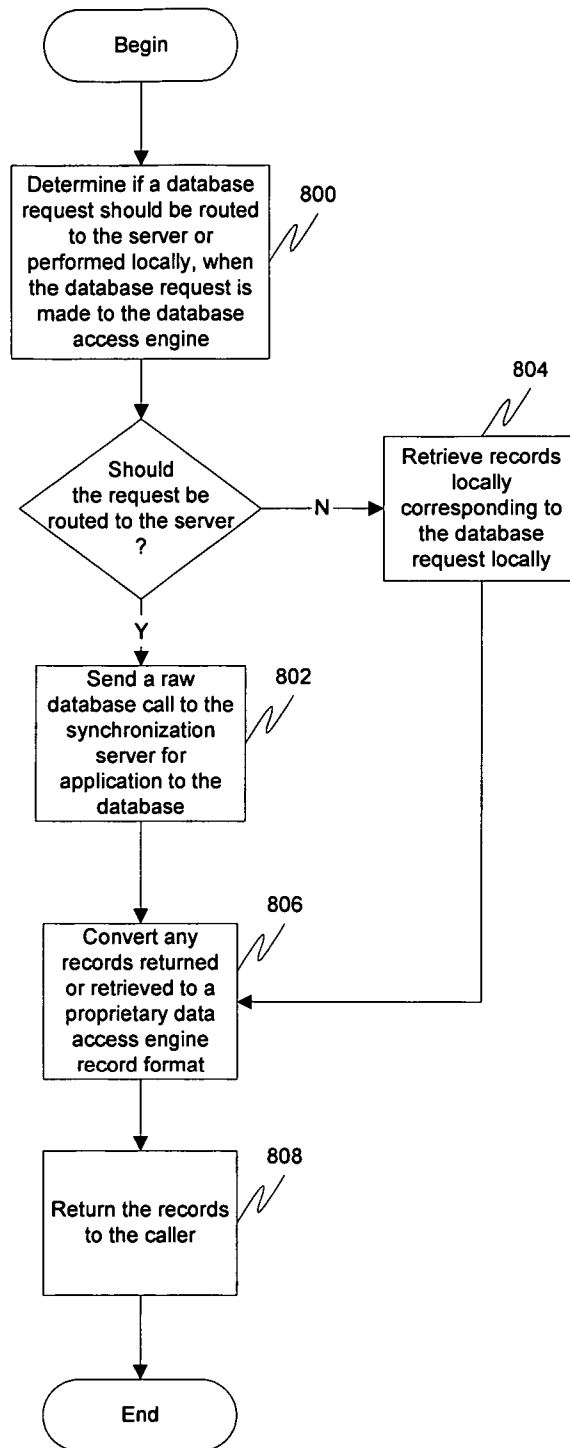 Begin
Determine if a database
request should be routed
to the server or
performed locally, when
the database request is
made to the database
access engine
800
Should
the request be
routed to the server
?
N
804
Retrieve records
locally
corresponding to
the database
request locally
Y
802
Send a raw
database call to the
synchronization
server for
application to the
database
806
Convert any
records returned
or retrieved to a
proprietary data
access engine
record format
808
Return the records
to the caller
End